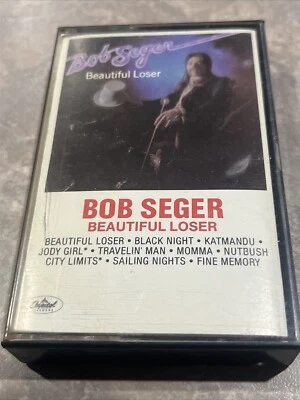 Bob Seger
Beautiful Loser
BOB SEGER
BEAUTIFUL LOSER
BEAUTIFUL LOSER • BLACK NIGHT • KATMANDU •
JODY GIRL* • TRAVELIN' MAN • MOMMA • NUTBUSH
CITY LIMITS* • SAILING NIGHTS • FINE MEMORY
Capitol